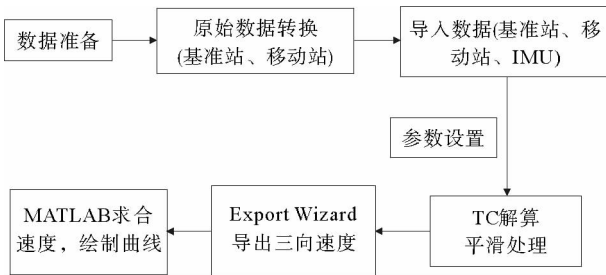 数据准备
原始数据转换
(基准站、移动站)
导入数据(基准站、移
动站、IMU)
参数设置
TC解算
平滑处理
Export Wizard
导出三向速度
MATLAB求合
速度，绘制曲线